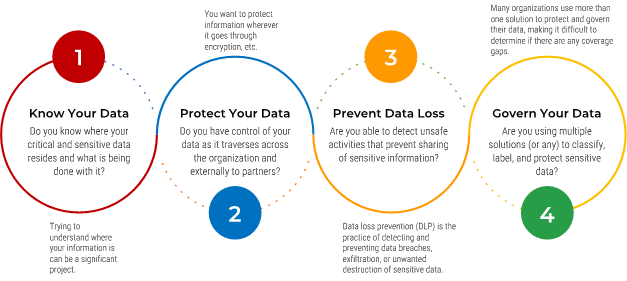 1
Know Your Data
Do you know where your
critical and sensitive data
resides and what is being
done with it?
Trying to
understand where
your information is
can be a significant
project.
You want to protect
information wherever
it goes through
encryption, etc.
Protect Your Data
Do you have control of your
data as it traverses across
the organization and
externally to partners?
2
3
Prevent Data Loss
Are you able to detect unsafe
activities that prevent sharing
of sensitive information?
Data loss prevention (DLP) is the
practice of detecting and
preventing data breaches,
exfiltration, or unwanted
destruction of sensitive data.
Many organizations use more than
one solution to protect and govern
their data, making it difficult to
determine if there are any coverage
gaps.
Govern Your Data
Are you using multiple
solutions (or any) to classify,
label, and protect sensitive
data?
4